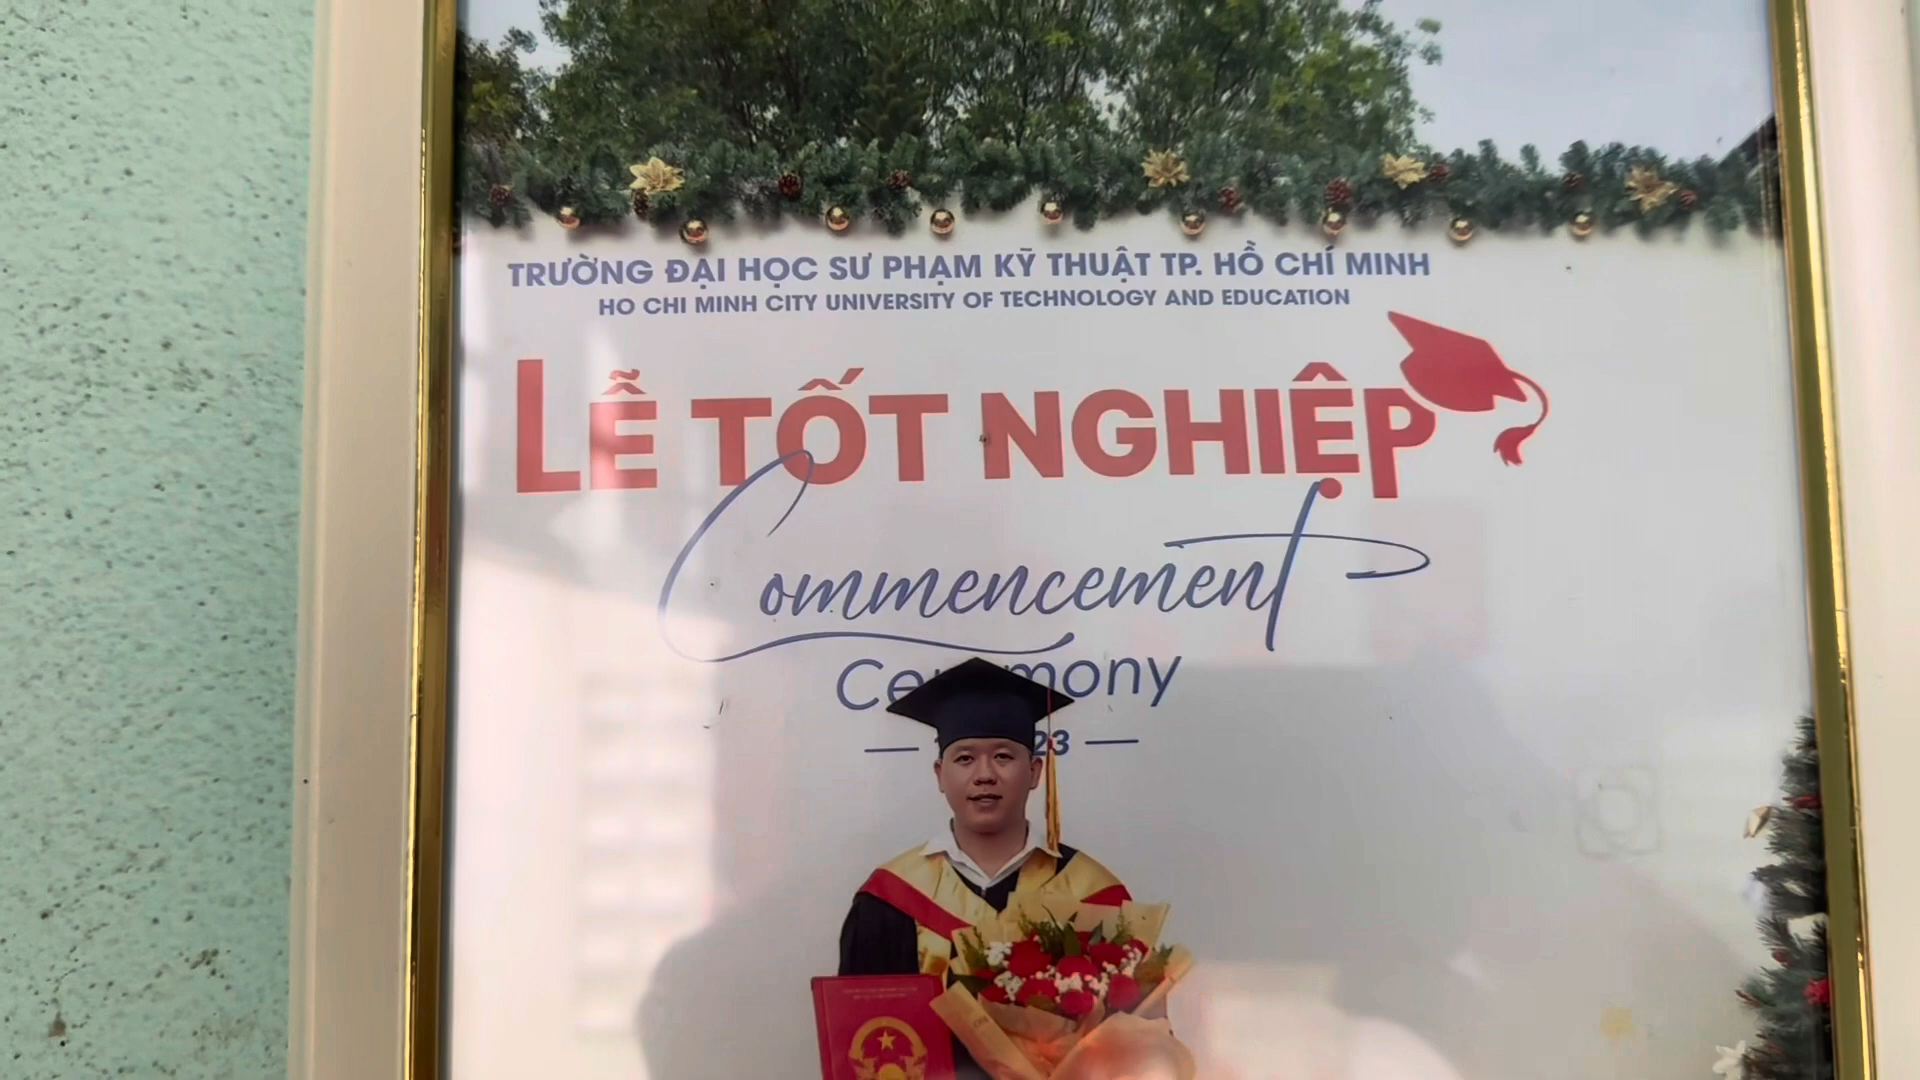 TRƯỜNG ĐẠI HỌC SƯ PHẠM KỸ THUẬT TP. HỒ CHÍ MINH
HO CHI MINH CITY UNIVERSITY OF TECHNOLOGY AND EDUCATION
LỄ TỐT NGHIỆP
Commencement